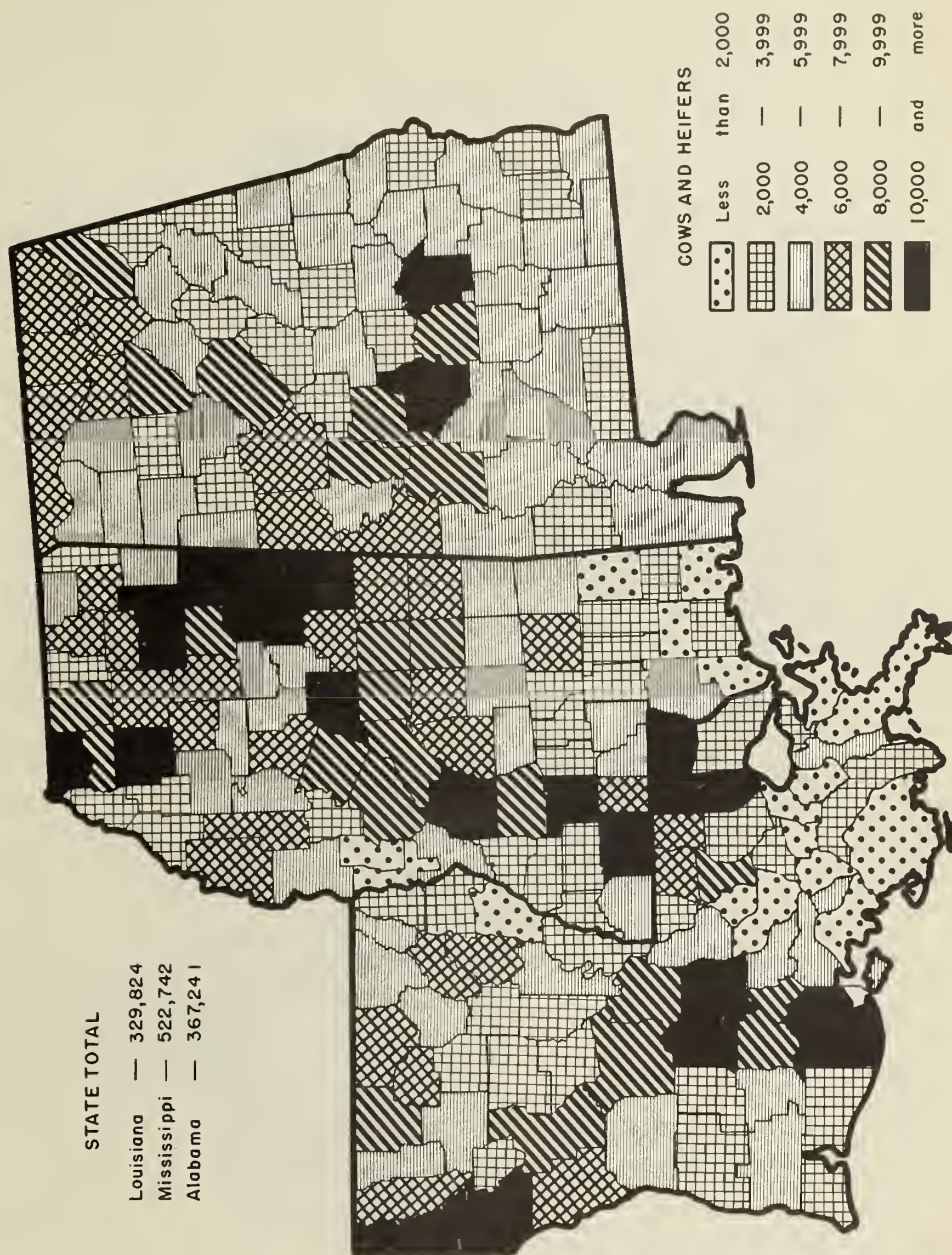 STATE TOTAL
Louisiana — 329,824
Mississippi — 522,742
Alabama — 367,241
COWS AND HEIFERS
Less than 2,000
2,000 — 3,999
4,000 — 5,999
6,000 — 7,999
8,000 — 9,999
10,000 and more